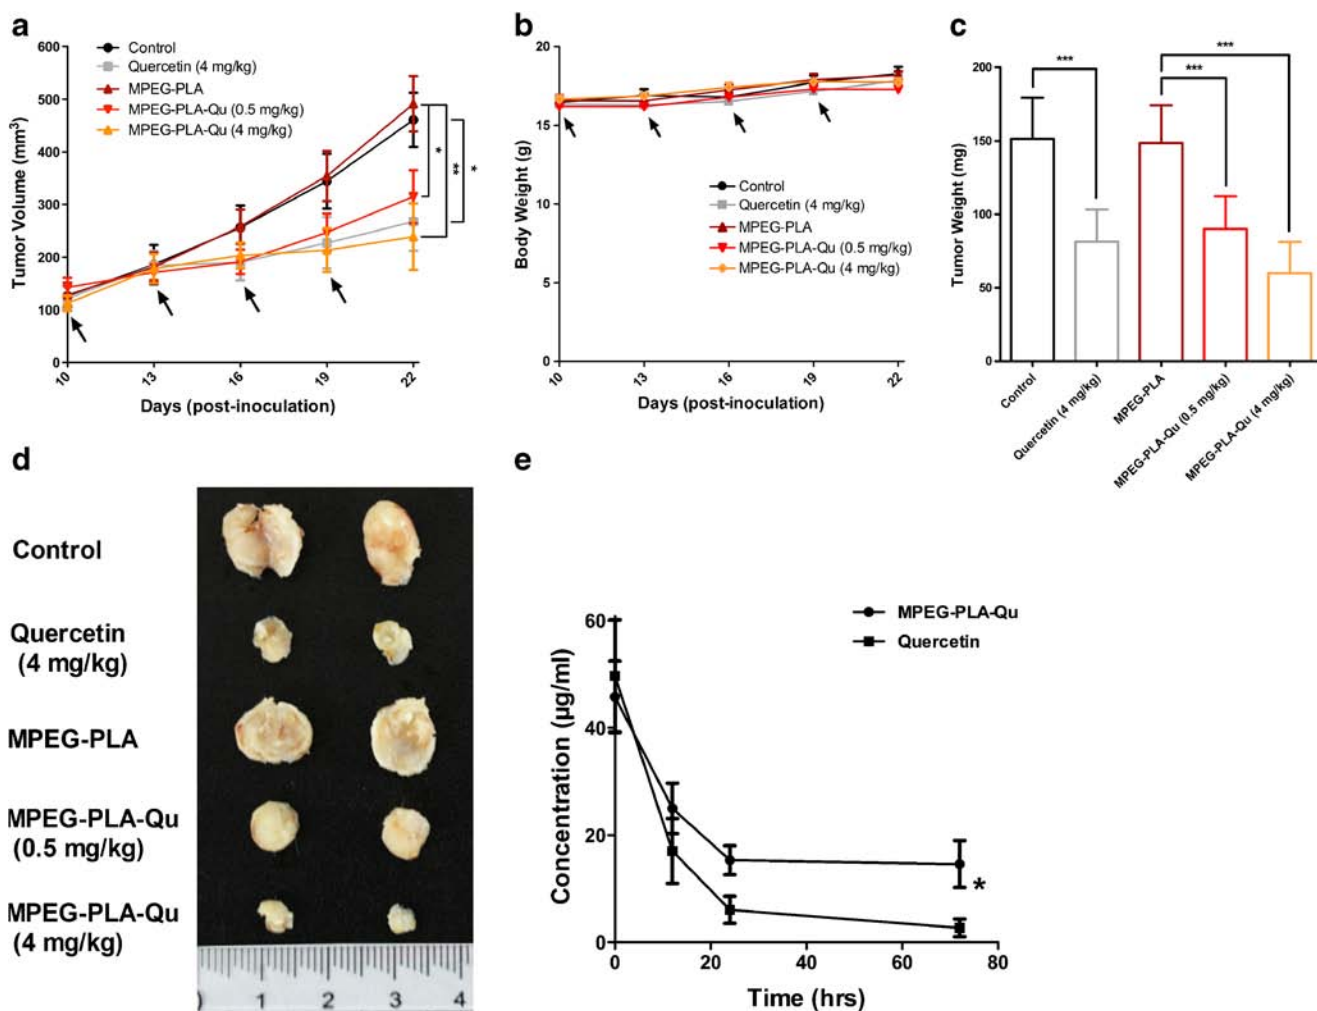 a
Tumor Volume (mm³)
600
500
400
300
200
100
0
Control
Quercetin (4 mg/kg)
MPEG-PLA
MPEG-PLA-Qu (0.5 mg/kg)
MPEG-PLA-Qu (4 mg/kg)
*
**
*
10
13
16
19
22
Days (post-inoculation)
b
Body Weight (g)
20
15
10
5
0
Control
Quercetin (4 mg/kg)
MPEG-PLA
MPEG-PLA-Qu (0.5 mg/kg)
MPEG-PLA-Qu (4 mg/kg)
10
13
16
19
22
Days (post-inoculation)
c
Tumor Weight (mg)
200
150
100
50
0
***
***
***
Control
Quercetin (4 mg/kg)
MPEG-PLA
MPEG-PLA-Qu (0.5 mg/kg)
MPEG-PLA-Qu (4 mg/kg)
d
Control
Quercetin
(4 mg/kg)
MPEG-PLA
MPEG-PLA-Qu
(0.5 mg/kg)
MPEG-PLA-Qu
(4 mg/kg)
1 2 3 4
e
Concentration (µg/ml)
60
40
20
0
MPEG-PLA-Qu
Quercetin
*
0 20 40 60 80
Time (hrs)